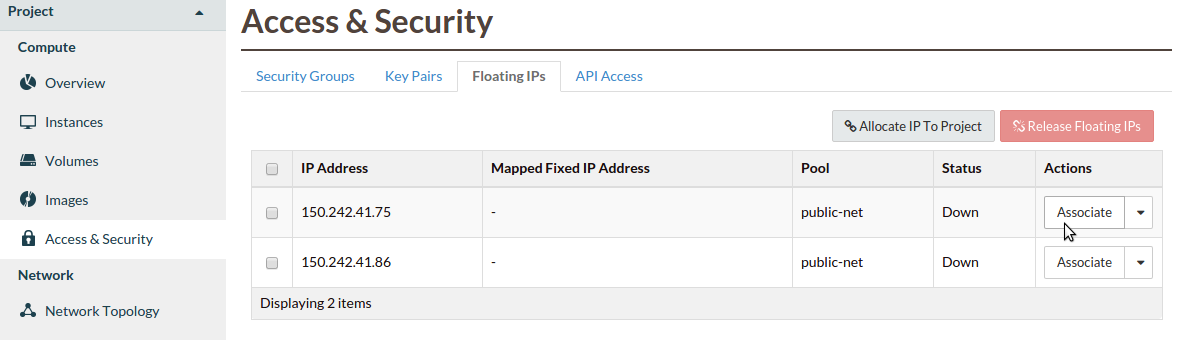 Project
Compute
Overview
Instances
Volumes
Images
Access & Security
Network
Network Topology
Access & Security
Security Groups Key Pairs Floating IPs API Access
Allocate IP To Project Release Floating IPs
IP Address Mapped Fixed IP Address Pool Status Actions
150.242.41.75 - public-net Down Associate
150.242.41.86 - public-net Down Associate
Displaying 2 items